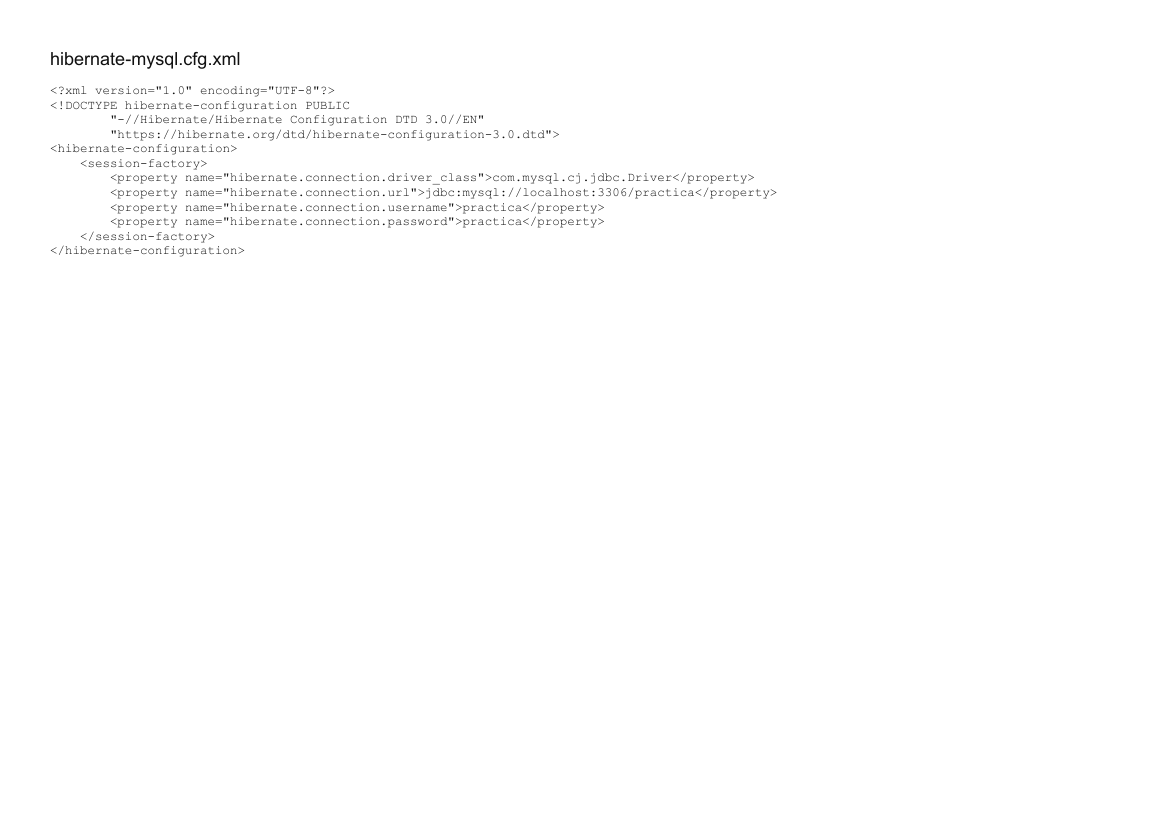 hibernate-mysql.cfg.xml
<?xml version="1.0" encoding="UTF-8"?>
<!DOCTYPE hibernate-configuration PUBLIC
        "-//Hibernate/Hibernate Configuration DTD 3.0//EN"
        "https://hibernate.org/dtd/hibernate-configuration-3.0.dtd">
<hibernate-configuration>
    <session-factory>
        <property name="hibernate.connection.driver_class">com.mysql.cj.jdbc.Driver</property>
        <property name="hibernate.connection.url">jdbc:mysql://localhost:3306/practica</property>
        <property name="hibernate.connection.username">practica</property>
        <property name="hibernate.connection.password">practica</property>
    </session-factory>
</hibernate-configuration>